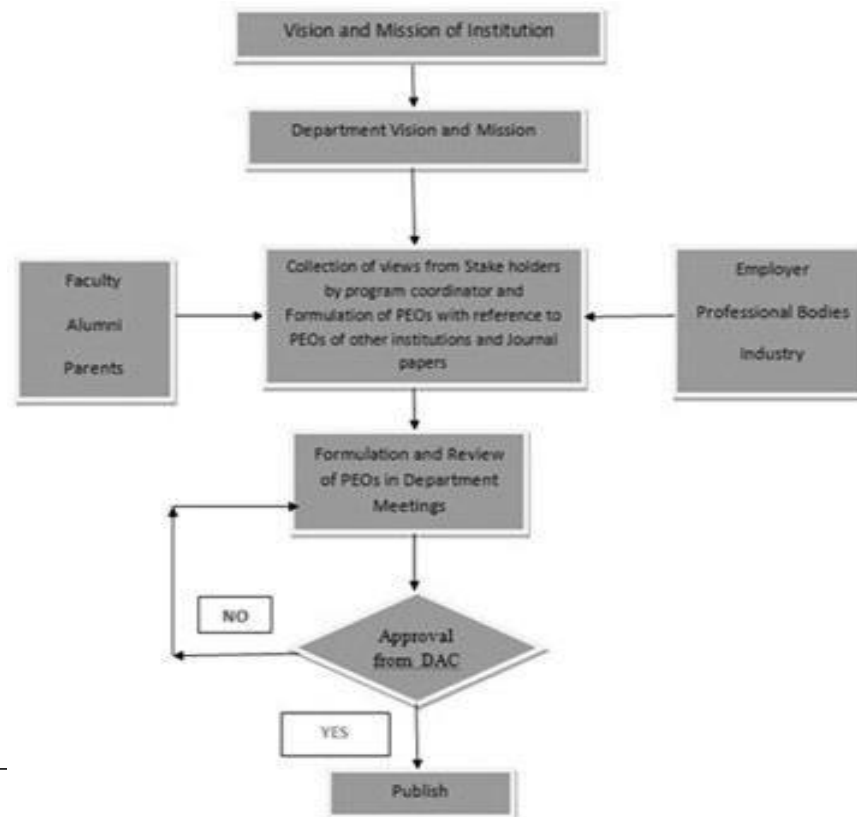 Vision and Mission of Institution
Department Vision and Mission
Faculty
Alumni
Parents
Collection of views from Stake holders
by program coordinator and
Formulation of PEOs with reference to
PEOs of other institutions and Journal
papers
Employer
Professional Bodies
Industry
Formulation and Review
of PEOs in Department
Meetings
NO
Approval
from DAC
YES
Publish